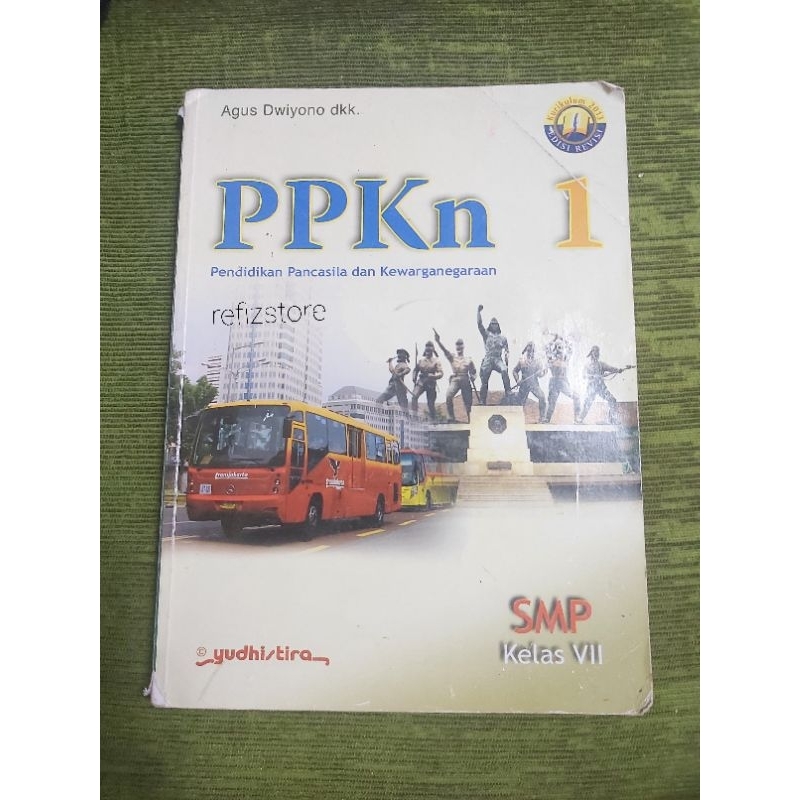 Agus Dwiyono dkk.
Kurikulum 2013
EDISI REVISI
PPKn 1
Pendidikan Pancasila dan Kewarganegaraan
refizstore
transjakarta
transjakarta
SMP
Kelas VII
© yudhistira